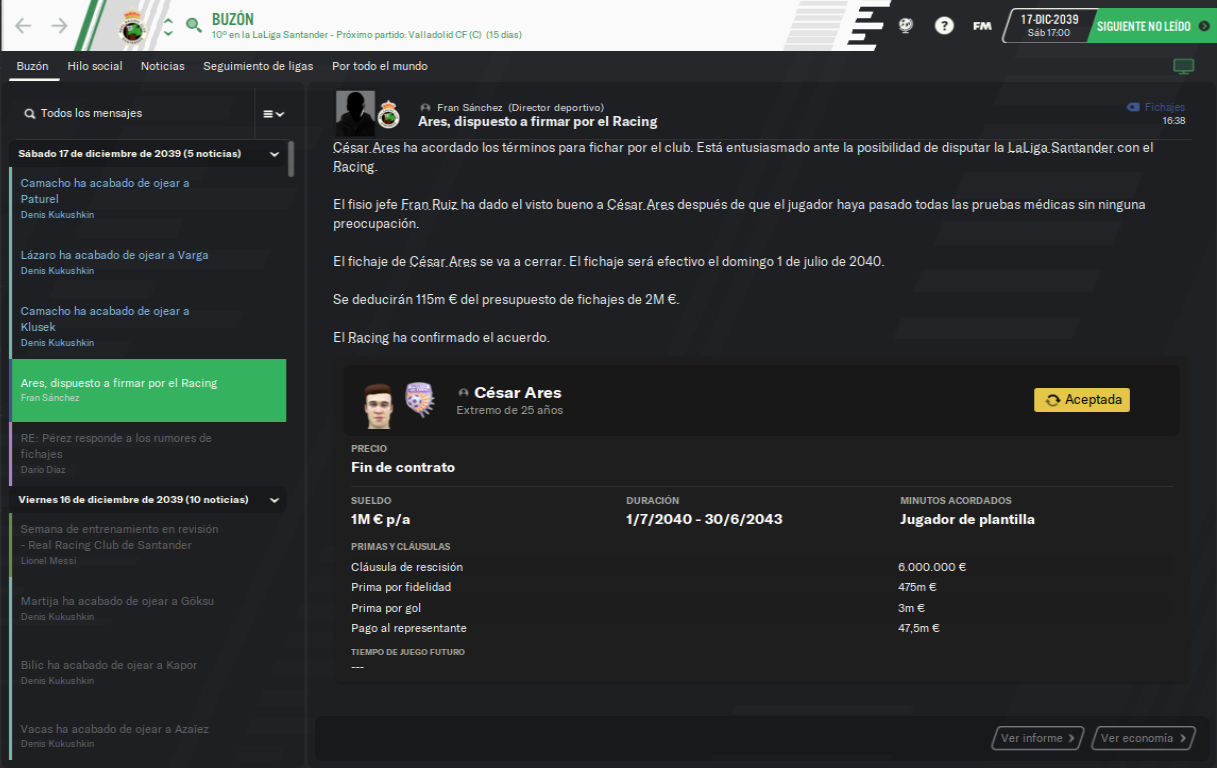 BUZÓN
10º en la LaLiga Santander - Próximo partido: Valladolid CF (C) (15 días)
?
FM
17-DIC-2039
Sáb 17:00
SIGUIENTE NO LEÍDO
Buzón
Hilo social
Noticias
Seguimiento de ligas
Por todo el mundo
Todos los mensajes
Sábado 17 de diciembre de 2039 (5 noticias)
Camacho ha acabado de ojear a
Paturel
Denis Kukushkin
Lázaro ha acabado de ojear a Varga
Denis Kukushkin
Camacho ha acabado de ojear a
Klusek
Denis Kukushkin
Ares, dispuesto a firmar por el Racing
Fran Sánchez
RE: Pérez responde a los rumores de
fichajes
Darío Díaz
Viernes 16 de diciembre de 2039 (10 noticias)
Semana de entrenamiento en revisión
- Real Racing Club de Santander
Lionel Messi
Martija ha acabado de ojear a Göksu
Denis Kukushkin
Bilic ha acabado de ojear a Kapor
Denis Kukushkin
Vacas ha acabado de ojear a Azaïez
Denis Kukushkin
Fran Sánchez (Director deportivo)
Ares, dispuesto a firmar por el Racing
Fichajes
16:38
César Ares ha acordado los términos para fichar por el club. Está entusiasmado ante la posibilidad de disputar la LaLiga Santander con el
Racing.
El fisio jefe Fran Ruiz ha dado el visto bueno a César Ares después de que el jugador haya pasado todas las pruebas médicas sin ninguna
preocupación.
El fichaje de César Ares se va a cerrar. El fichaje será efectivo el domingo 1 de julio de 2040.
Se deducirán 115m € del presupuesto de fichajes de 2M €.
El Racing ha confirmado el acuerdo.
César Ares
Extremo de 25 años
Aceptada
PRECIO
Fin de contrato
SUELDO
DURACIÓN
MINUTOS ACORDADOS
1M € p/a
1/7/2040 - 30/6/2043
Jugador de plantilla
PRIMAS Y CLÁUSULAS
Cláusula de rescisión
6.000.000 €
Prima por fidelidad
475m €
Prima por gol
3m €
Pago al representante
47,5m €
TIEMPO DE JUEGO FUTURO
---
Ver informe
Ver economía